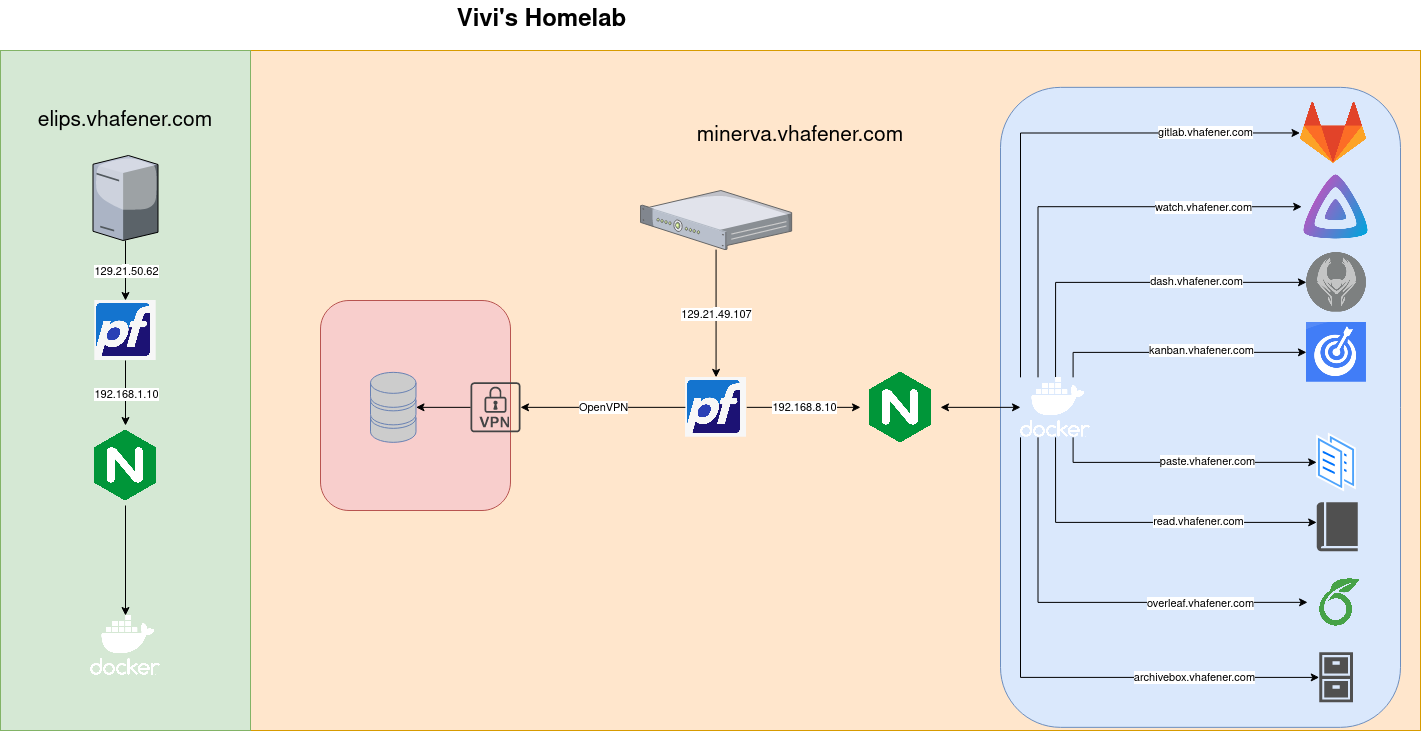 Vivi's Homelab
elips.vhafener.com
129.21.50.62
pf
192.168.1.10
N
docker
minerva.vhafener.com
129.21.49.107
VPN
OpenVPN
pf
192.168.8.10
N
docker
gitlab.vhafener.com
watch.vhafener.com
dash.vhafener.com
kanban.vhafener.com
paste.vhafener.com
read.vhafener.com
overleaf.vhafener.com
archivebox.vhafener.com